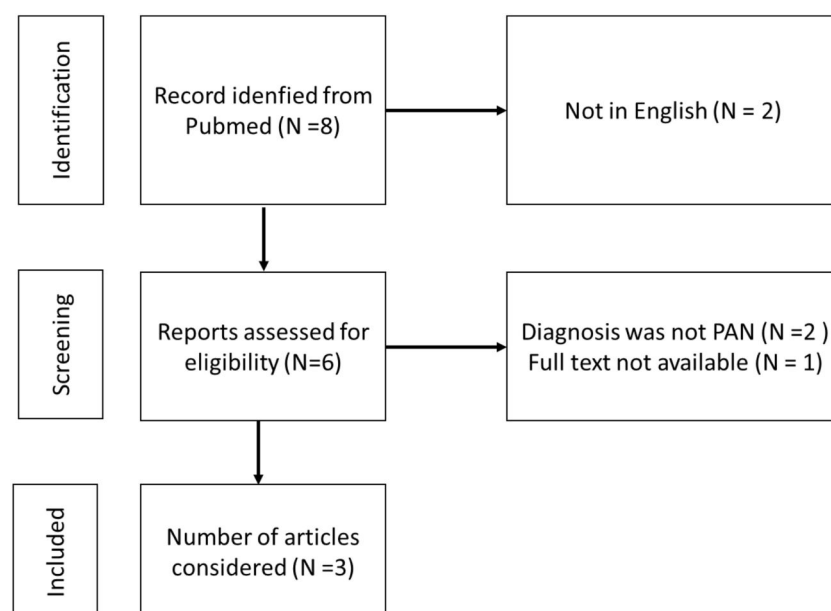 Identification
Record idenfied from
Pubmed (N =8)
Not in English (N = 2)
Screening
Reports assessed for
eligibility (N=6)
Diagnosis was not PAN (N =2 )
Full text not available (N = 1)
Included
Number of articles
considered (N =3)